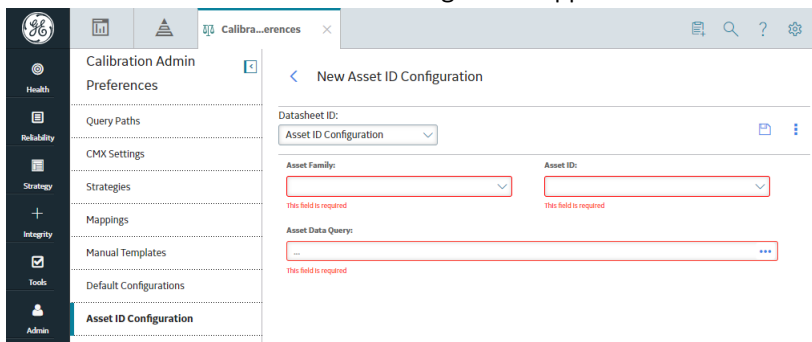 Calibra...erences
Health
Reliability
Strategy
Integrity
Tools
Admin
Calibration Admin
Preferences
Query Paths
CMX Settings
Strategies
Mappings
Manual Templates
Default Configurations
Asset ID Configuration
New Asset ID Configuration
Datasheet ID:
Asset ID Configuration
Asset Family:
Asset ID:
This field is required
This field is required
Asset Data Query:
...
This field is required